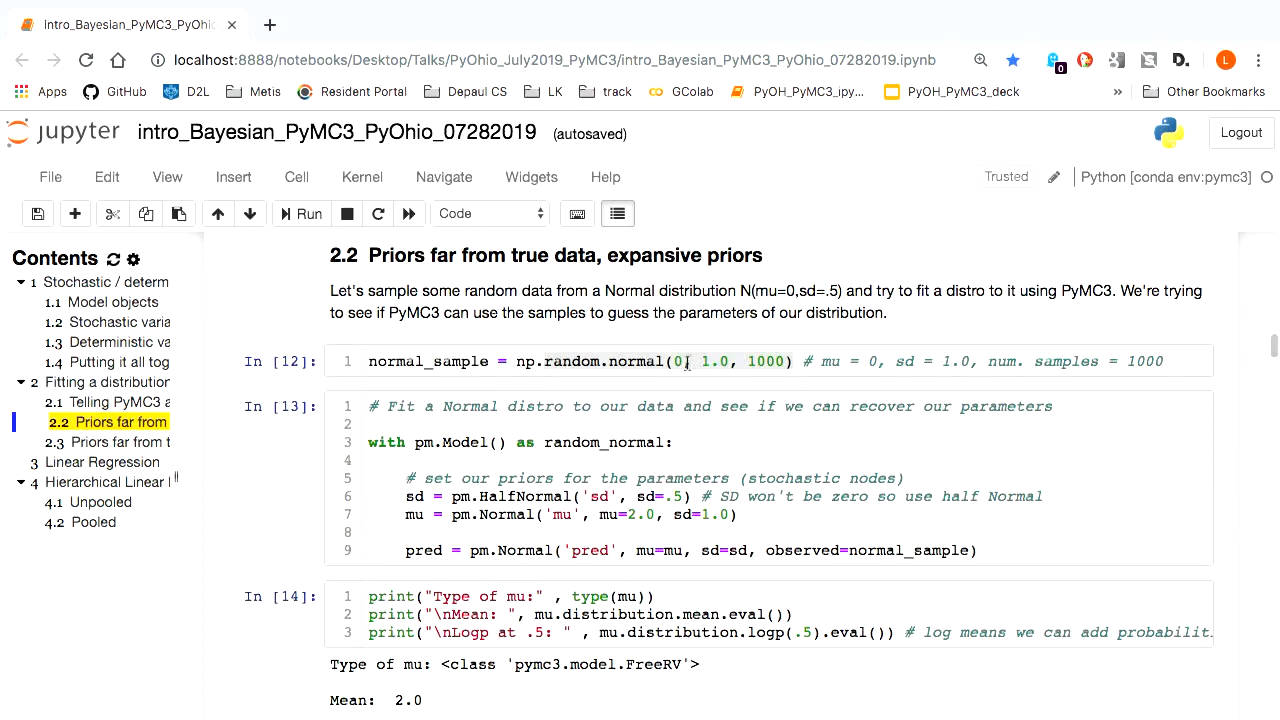 intro_Bayesian_PyMC3_PyOhio
localhost:8888/notebooks/Desktop/Talks/PyOhio_July2019_PyMC3/intro_Bayesian_PyMC3_PyOhio_07282019.ipynb
0
D.
L
Apps GitHub D2L Metis Resident Portal Depaul CS LK track GColab PyOH_PyMC3_ipy... PyOH_PyMC3_deck » Other Bookmarks
jupyter intro_Bayesian_PyMC3_PyOhio_07282019 (autosaved) Logout
File Edit View Insert Cell Kernel Navigate Widgets Help Trusted Python [conda env:pymc3]
Run Code
Contents
1 Stochastic / determ
1.1 Model objects
1.2 Stochastic varia
1.3 Deterministic va
1.4 Putting it all tog
2 Fitting a distribution
2.1 Telling PyMC3 a
2.2 Priors far from
2.3 Priors far from t
3 Linear Regression
4 Hierarchical Linear
4.1 Unpooled
4.2 Pooled
2.2 Priors far from true data, expansive priors
Let's sample some random data from a Normal distribution N(mu=0,sd=.5) and try to fit a distro to it using PyMC3. We're trying
to see if PyMC3 can use the samples to guess the parameters of our distribution.
In [12]: 1 normal_sample = np.random.normal(0, 1.0, 1000) # mu = 0, sd = 1.0, num. samples = 1000
In [13]: 1 # Fit a Normal distro to our data and see if we can recover our parameters
2
3 with pm.Model() as random_normal:
4
5 # set our priors for the parameters (stochastic nodes)
6 sd = pm.HalfNormal('sd', sd=.5) # SD won't be zero so use half Normal
7 mu = pm.Normal('mu', mu=2.0, sd=1.0)
8
9 pred = pm.Normal('pred', mu=mu, sd=sd, observed=normal_sample)
In [14]: 1 print("Type of mu:" , type(mu))
2 print("\nMean: ", mu.distribution.mean.eval())
3 print("\nLogp at .5: " , mu.distribution.logp(.5).eval()) # log means we can add probabiliti
Type of mu: <class 'pymc3.model.FreeRV'>
Mean: 2.0